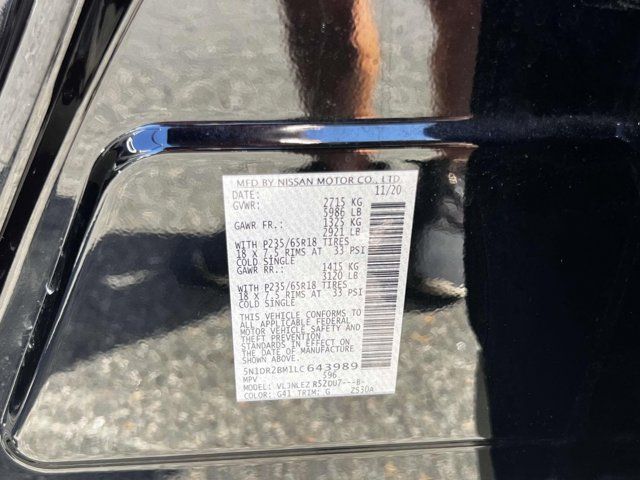 MFD BY NISSAN MOTOR CO., LTD.
DATE: 11/20
GVWR: 2715 KG
5986 LB
GAWR FR.: 1325 KG
2921 LB
WITH P235/65R18 TIRES
18 x 7.5 RIMS AT 33 PSI
COLD SINGLE
GAWR RR.: 1415 KG
3120 LB
WITH P235/65R18 TIRES
18 x 7.5 RIMS AT 33 PSI
COLD SINGLE
THIS VEHICLE CONFORMS TO
ALL APPLICABLE FEDERAL
MOTOR VEHICLE SAFETY AND
THEFT PREVENTION
STANDARDS IN EFFECT
ON THE DATE OF MANUFACTURE
SHOWN ABOVE.
5N1DR2BM1LC643989
MPV 596
MODEL: VLJNLEZ R52DU7---B-
COLOR: G41 TRIM: G ZS30A